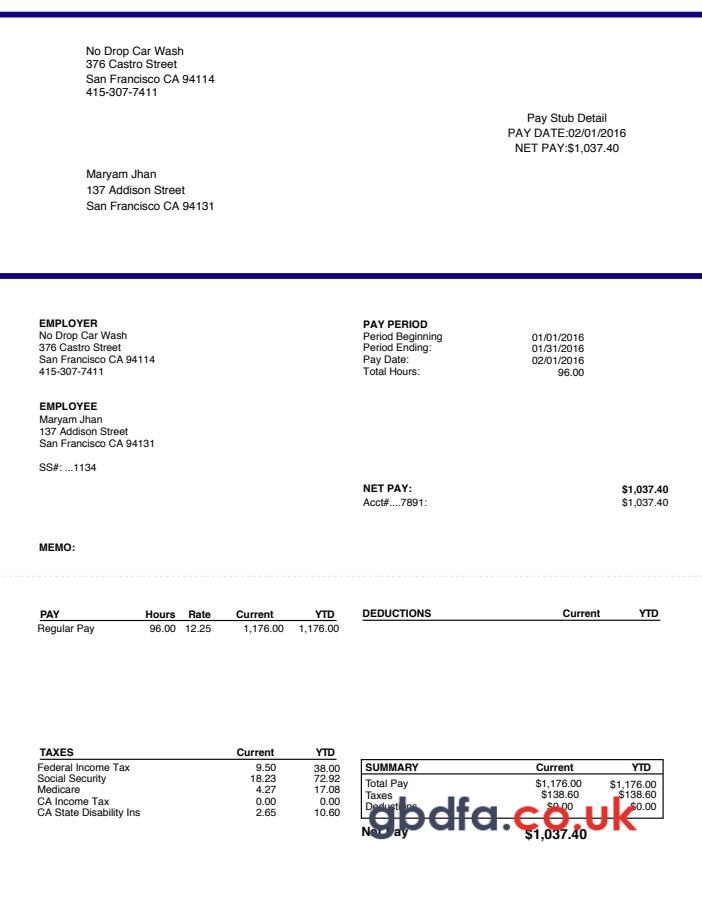 No Drop Car Wash
376 Castro Street
San Francisco CA 94114
415-307-7411
Pay Stub Detail
PAY DATE:02/01/2016
NET PAY:$1,037.40
Maryam Jhan
137 Addison Street
San Francisco CA 94131
EMPLOYER
No Drop Car Wash
376 Castro Street
San Francisco CA 94114
415-307-7411
PAY PERIOD
Period Beginning 01/01/2016
Period Ending: 01/31/2016
Pay Date: 02/01/2016
Total Hours: 96.00
EMPLOYEE
Maryam Jhan
137 Addison Street
San Francisco CA 94131
SS#: ...1134
NET PAY: $1,037.40
Acct#....7891: $1,037.40
MEMO:
PAY Hours Rate Current YTD
Regular Pay 96.00 12.25 1,176.00 1,176.00
DEDUCTIONS Current YTD
TAXES Current YTD
Federal Income Tax 9.50 38.00
Social Security 18.23 72.92
Medicare 4.27 17.08
CA Income Tax 0.00 0.00
CA State Disability Ins 2.65 10.60
SUMMARY Current YTD
Total Pay $1,176.00 $1,176.00
Taxes $138.60 $138.60
Deductions $0.00 $0.00
Net Pay $1,037.40
gbdfa.co.uk